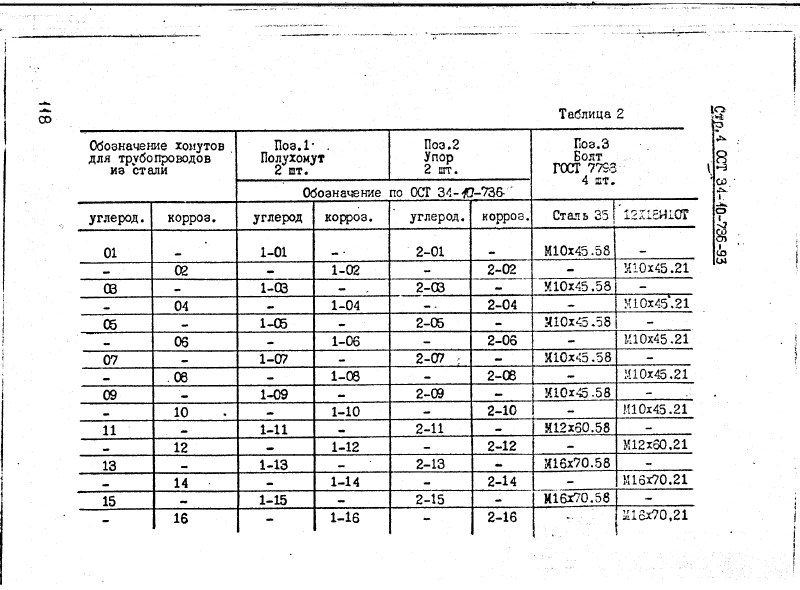 118
Стр.4 ОСТ 34-10-736-93
Таблица 2
Обозначение хомутов для трубопроводов из стали
Поз.1 Полухомут 2 шт.
Поз.2 Упор 2 шт.
Поз.3 Болт ГОСТ 7798 4 шт.
Обозначение по ОСТ 34-10-736
углерод. корроз. углерод корроз. углерод. корроз. Сталь 35 12Х18Н10Т
01 - 1-01 - 2-01 - М10х45.58 -
- 02 - 1-02 - 2-02 - М10х45.21
03 - 1-03 - 2-03 - М10х45.58 -
- 04 - 1-04 - 2-04 - М10х45.21
05 - 1-05 - 2-05 - М10х45.58 -
- 06 - 1-06 - 2-06 - М10х45.21
07 - 1-07 - 2-07 - М10х45.58 -
- 08 - 1-08 - 2-08 - М10х45.21
09 - 1-09 - 2-09 - М10х45.58 -
- 10 - 1-10 - 2-10 - М10х45.21
11 - 1-11 - 2-11 - М12х60.58 -
- 12 - 1-12 - 2-12 - М12х60.21
13 - 1-13 - 2-13 - М16х70.58 -
- 14 - 1-14 - 2-14 - М16х70.21
15 - 1-15 - 2-15 - М16х70.58 -
- 16 - 1-16 - 2-16 - М16х70,21